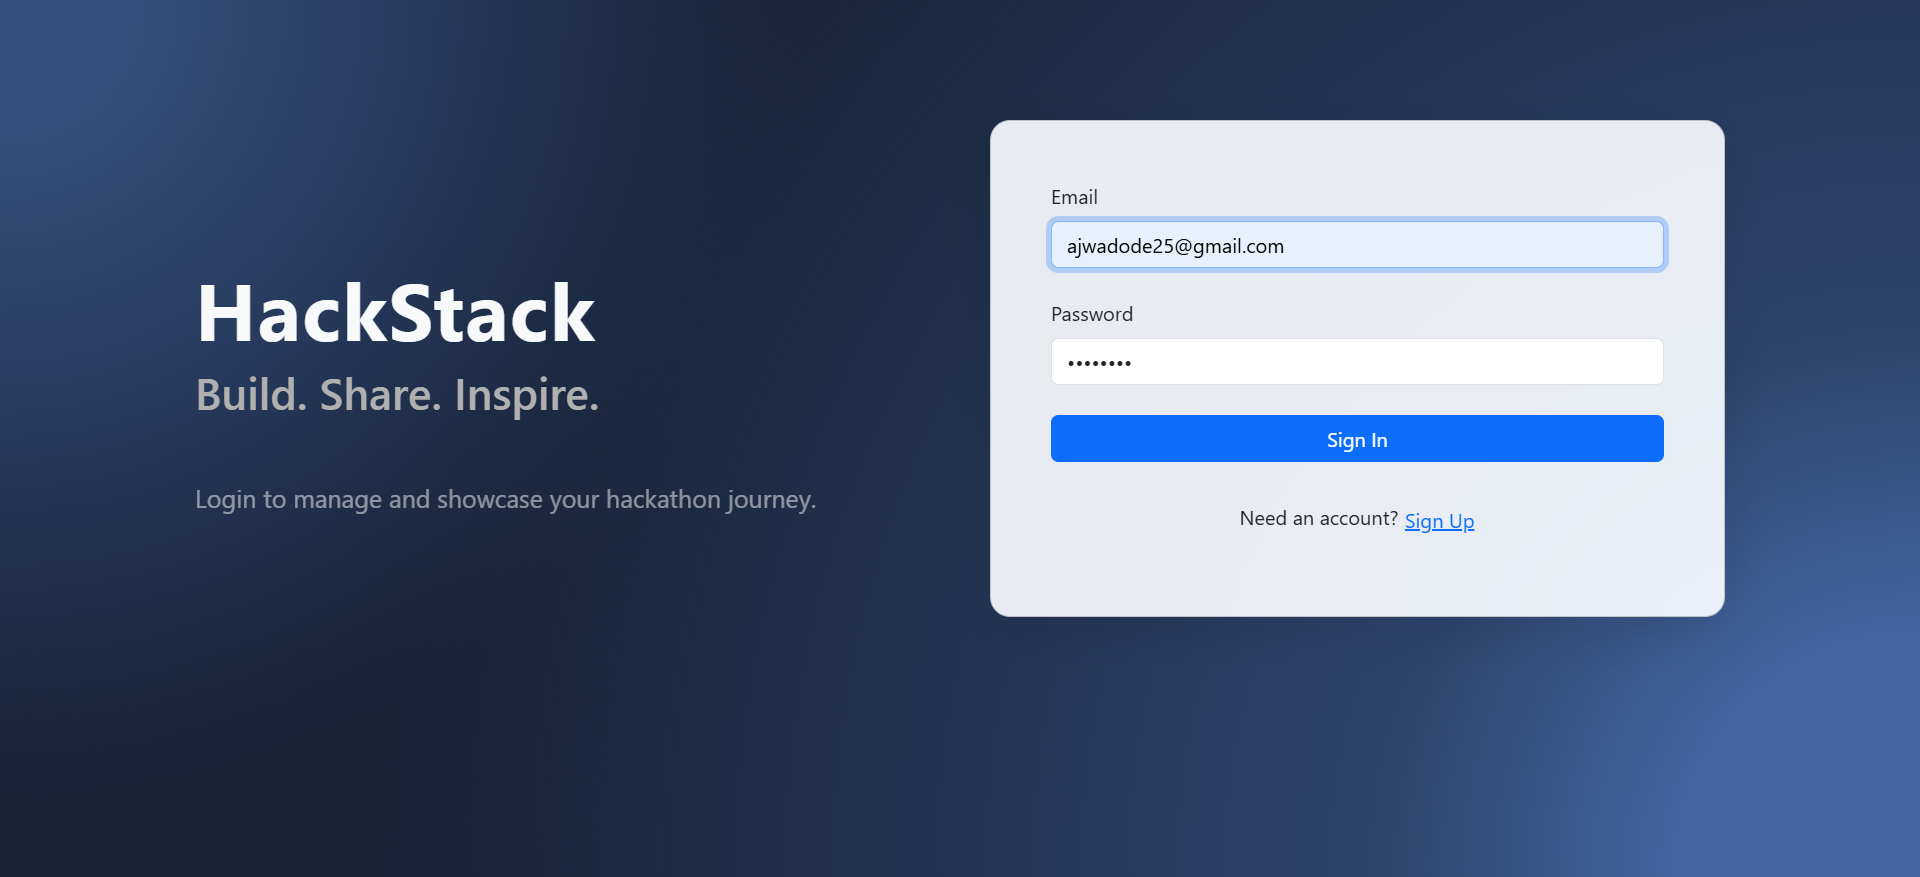 HackStack
Build. Share. Inspire.
Login to manage and showcase your hackathon journey.
Email
ajwadode25@gmail.com
Password
••••••••
Sign In
Need an account? Sign Up